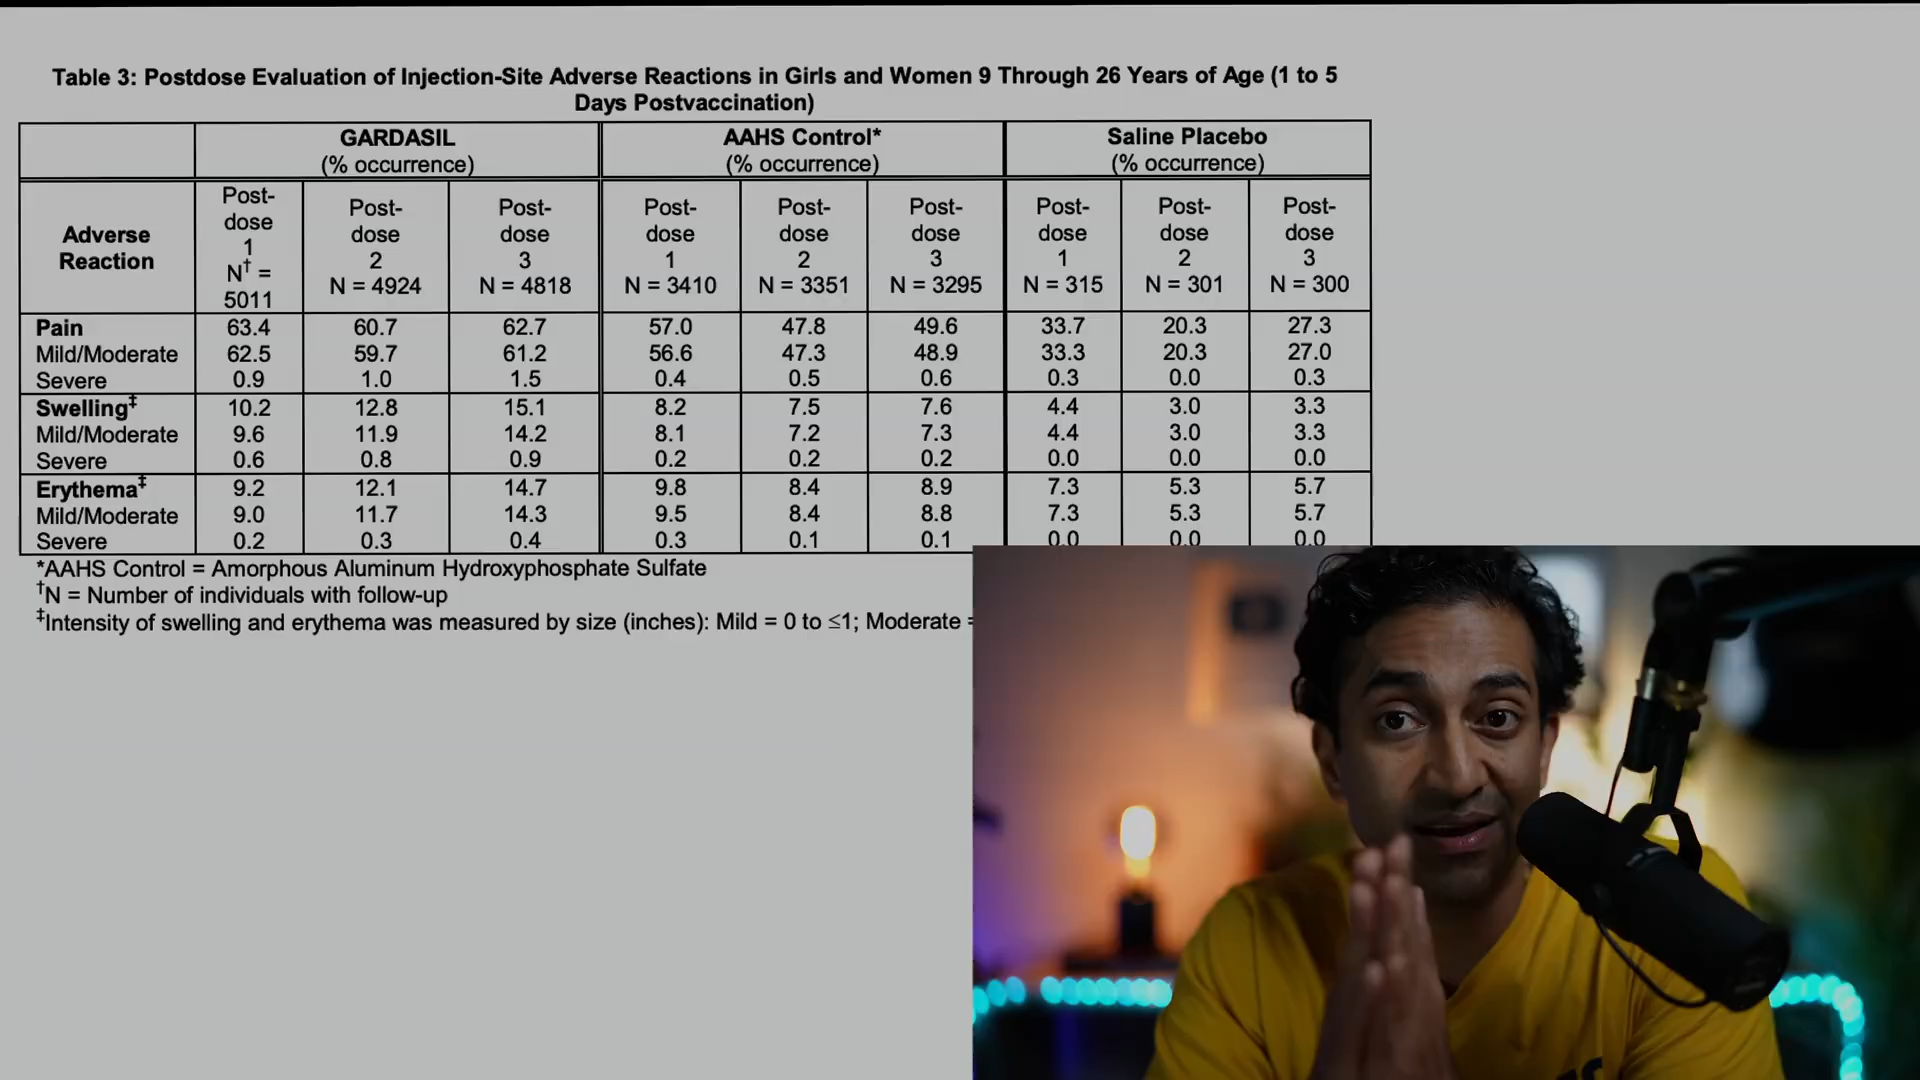 Table 3: Postdose Evaluation of Injection-Site Adverse Reactions in Girls and Women 9 Through 26 Years of Age (1 to 5
Days Postvaccination)
GARDASIL AAHS Control* Saline Placebo
(% occurrence) (% occurrence) (% occurrence)
Adverse Reaction Post-dose 1 N† = 5011 Post-dose 2 N = 4924 Post-dose 3 N = 4818 Post-dose 1 N = 3410 Post-dose 2 N = 3351 Post-dose 3 N = 3295 Post-dose 1 N = 315 Post-dose 2 N = 301 Post-dose 3 N = 300
Pain 63.4 60.7 62.7 57.0 47.8 49.6 33.7 20.3 27.3
Mild/Moderate 62.5 59.7 61.2 56.6 47.3 48.9 33.3 20.3 27.0
Severe 0.9 1.0 1.5 0.4 0.5 0.6 0.3 0.0 0.3
Swelling‡ 10.2 12.8 15.1 8.2 7.5 7.6 4.4 3.0 3.3
Mild/Moderate 9.6 11.9 14.2 8.1 7.2 7.3 4.4 3.0 3.3
Severe 0.6 0.8 0.9 0.2 0.2 0.2 0.0 0.0 0.0
Erythema‡ 9.2 12.1 14.7 9.8 8.4 8.9 7.3 5.3 5.7
Mild/Moderate 9.0 11.7 14.3 9.5 8.4 8.8 7.3 5.3 5.7
Severe 0.2 0.3 0.4 0.3 0.1 0.1 0.0 0.0 0.0
*AAHS Control = Amorphous Aluminum Hydroxyphosphate Sulfate
†N = Number of individuals with follow-up
‡Intensity of swelling and erythema was measured by size (inches): Mild = 0 to ≤1; Moderate =